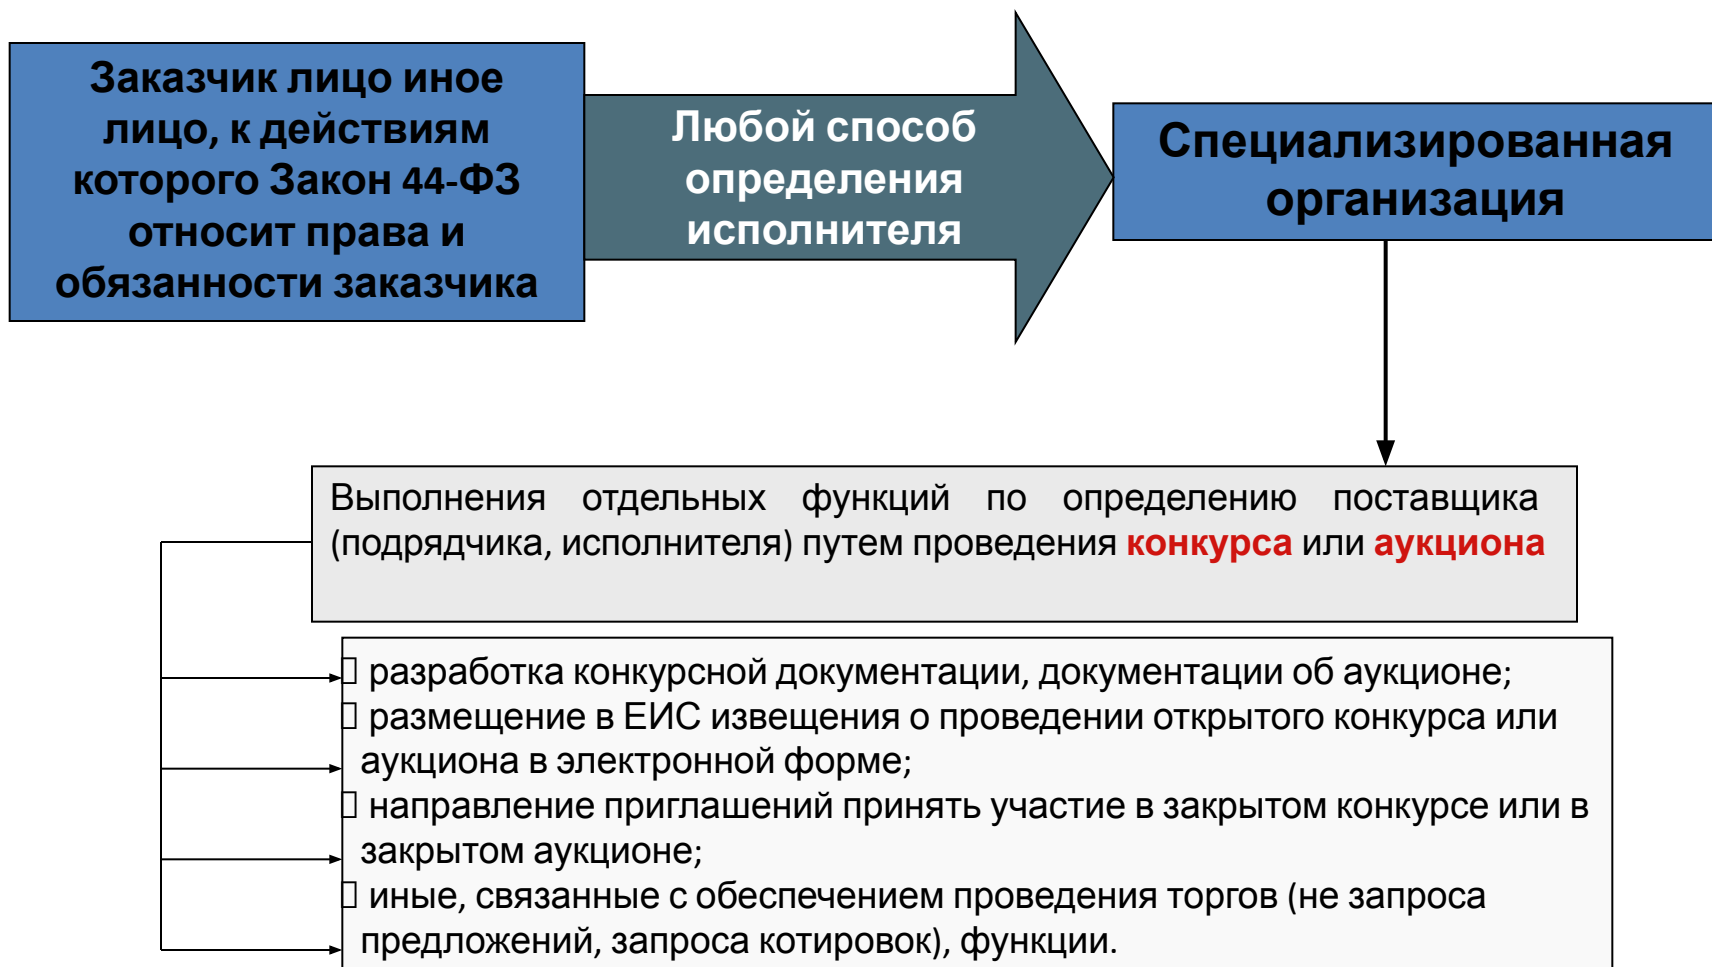 Заказчик лицо иное
лицо, к действиям
которого Закон 44-ФЗ
относит права и
обязанности заказчика
Любой способ
определения
исполнителя
Специализированная
организация
Выполнения отдельных функций по определению поставщика
(подрядчика, исполнителя) путем проведения конкурса или аукциона
разработка конкурсной документации, документации об аукционе;
размещение в ЕИС извещения о проведении открытого конкурса или
аукциона в электронной форме;
направление приглашений принять участие в закрытом конкурсе или в
закрытом аукционе;
иные, связанные с обеспечением проведения торгов (не запроса
предложений, запроса котировок), функции.